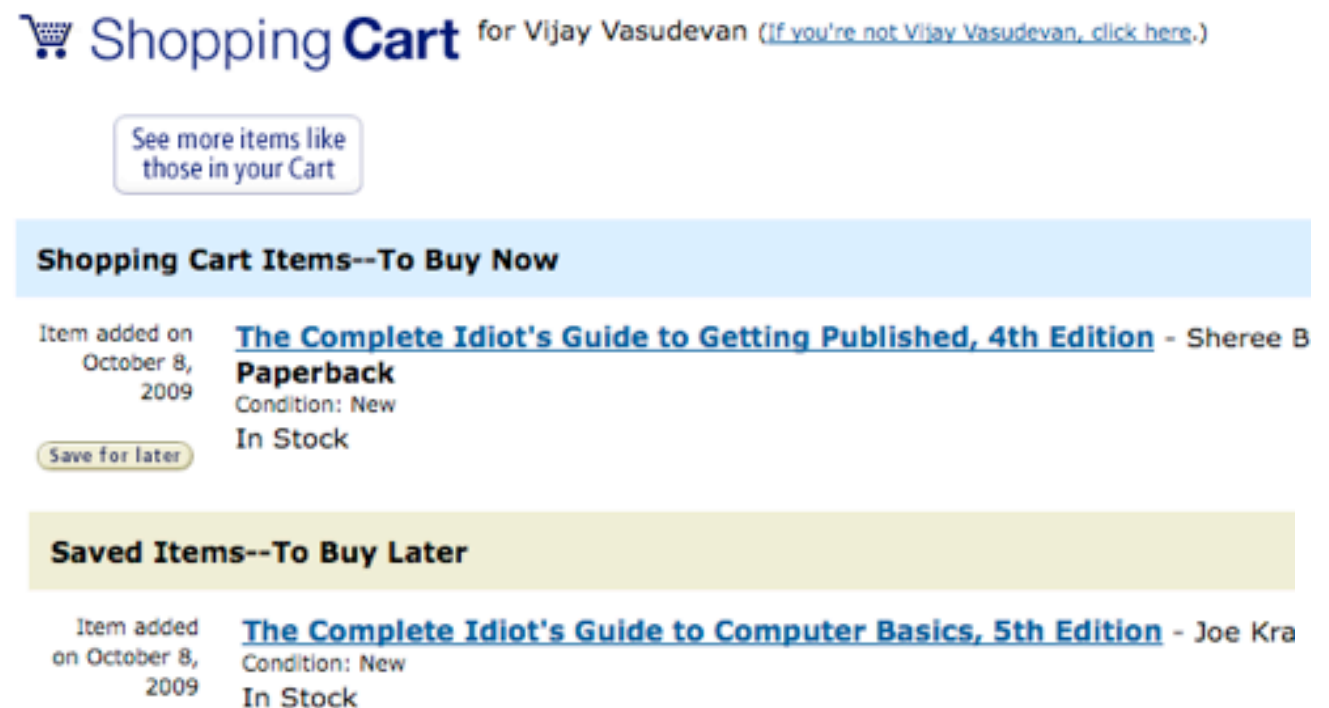 Shopping Cart for Vijay Vasudevan (If you're not Vijay Vasudevan, click here.)
See more items like
those in your Cart
Shopping Cart Items--To Buy Now
Item added on
October 8,
2009
Save for later
The Complete Idiot's Guide to Getting Published, 4th Edition - Sheree B
Paperback
Condition: New
In Stock
Saved Items--To Buy Later
Item added
on October 8,
2009
The Complete Idiot's Guide to Computer Basics, 5th Edition - Joe Kra
Condition: New
In Stock